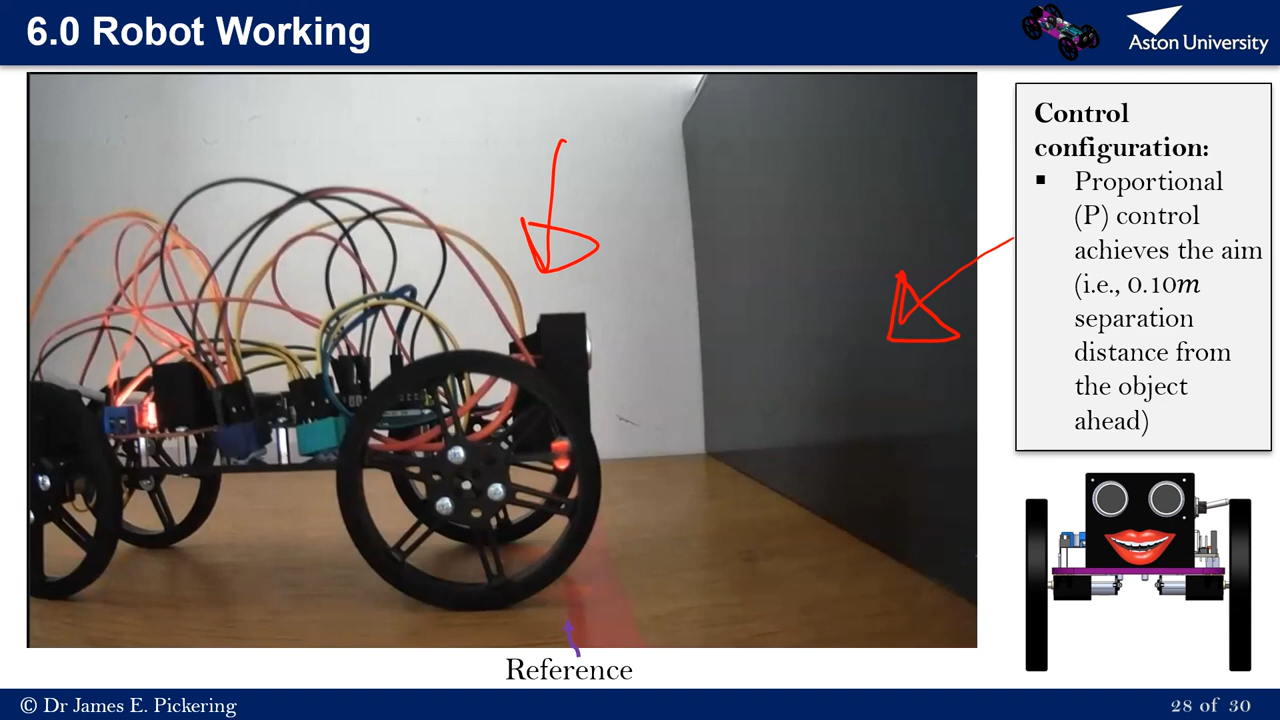 6.0 Robot Working
Aston University
Control
configuration:
▪ Proportional
(P) control
achieves the aim
(i.e., 0.10m
separation
distance from
the object
ahead)
Reference
© Dr James E. Pickering
28 of 30